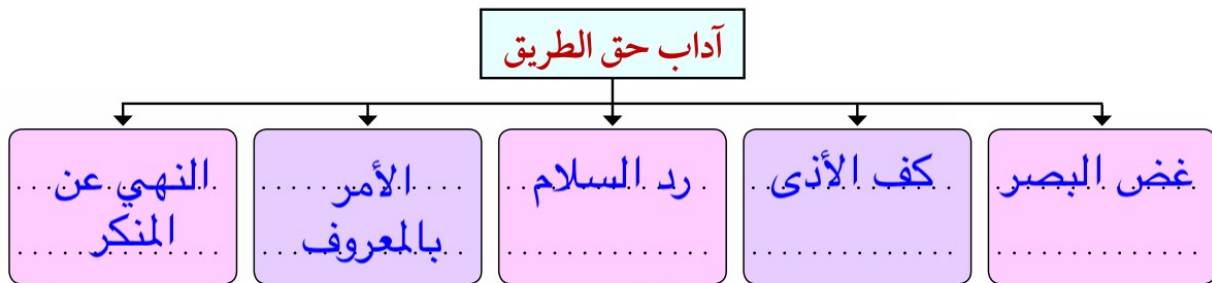 آداب حق الطريق
غض البصر
كف الأذى
رد السلام
الأمر
بالمعروف
النهي عن
المنكر